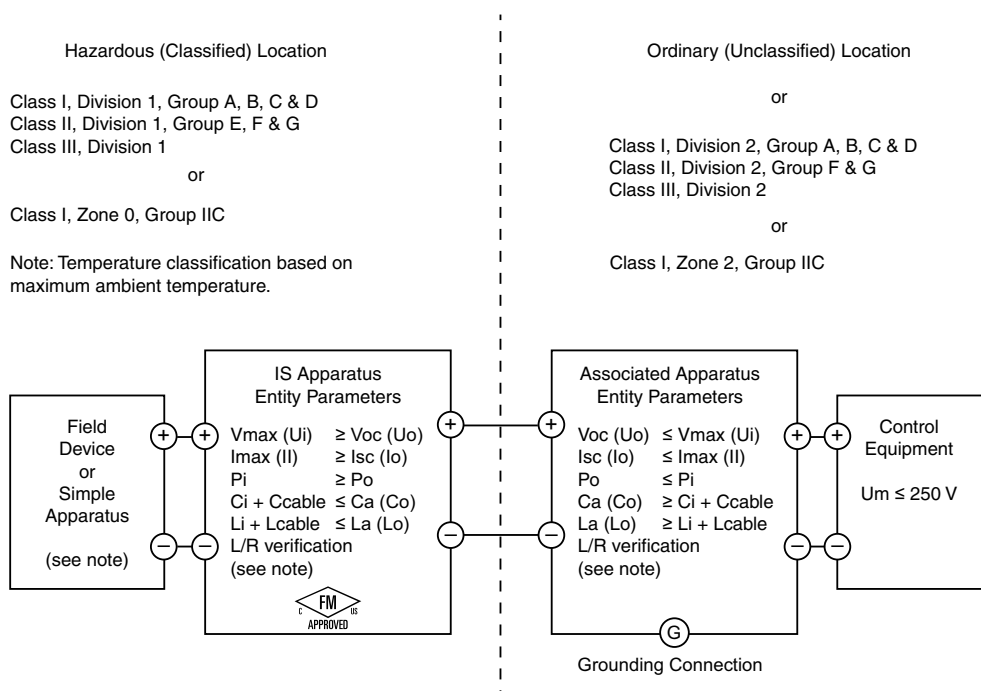 Hazardous (Classified) Location
Class I, Division 1, Group A, B, C & D
Class II, Division 1, Group E, F & G
Class III, Division 1
or
Class I, Zone 0, Group IIC
Note: Temperature classification based on
maximum ambient temperature.
Ordinary (Unclassified) Location
or
Class I, Division 2, Group A, B, C & D
Class II, Division 2, Group F & G
Class III, Division 2
or
Class I, Zone 2, Group IIC
Field
Device
or
Simple
Apparatus
(see note)
+
−
+
−
IS Apparatus
Entity Parameters
Vmax (Ui) ≥ Voc (Uo)
Imax (II) ≥ Isc (Io)
Pi ≥ Po
Ci + Ccable ≤ Ca (Co)
Li + Lcable ≤ La (Lo)
L/R verification
(see note)
C FM US
APPROVED
+
−
+
−
Associated Apparatus
Entity Parameters
Voc (Uo) ≤ Vmax (Ui)
Isc (Io) ≤ Imax (II)
Po ≤ Pi
Ca (Co) ≥ Ci + Ccable
La (Lo) ≥ Li + Lcable
L/R verification
(see note)
G
Grounding Connection
+
−
+
−
Control
Equipment
Um ≤ 250 V